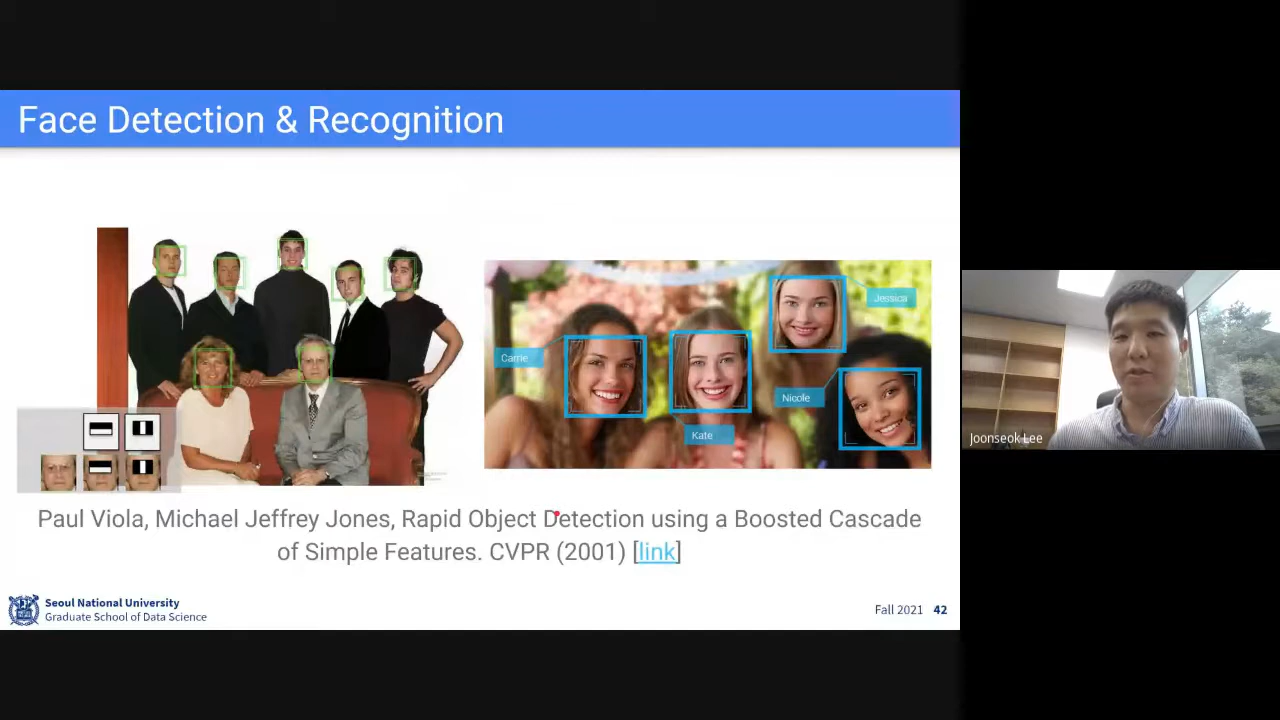 Face Detection & Recognition
Carrie
Kate
Jessica
Nicole
Paul Viola, Michael Jeffrey Jones, Rapid Object Detection using a Boosted Cascade
of Simple Features. CVPR (2001) [link]
Seoul National University
Graduate School of Data Science
Fall 2021 42
Joonseok Lee